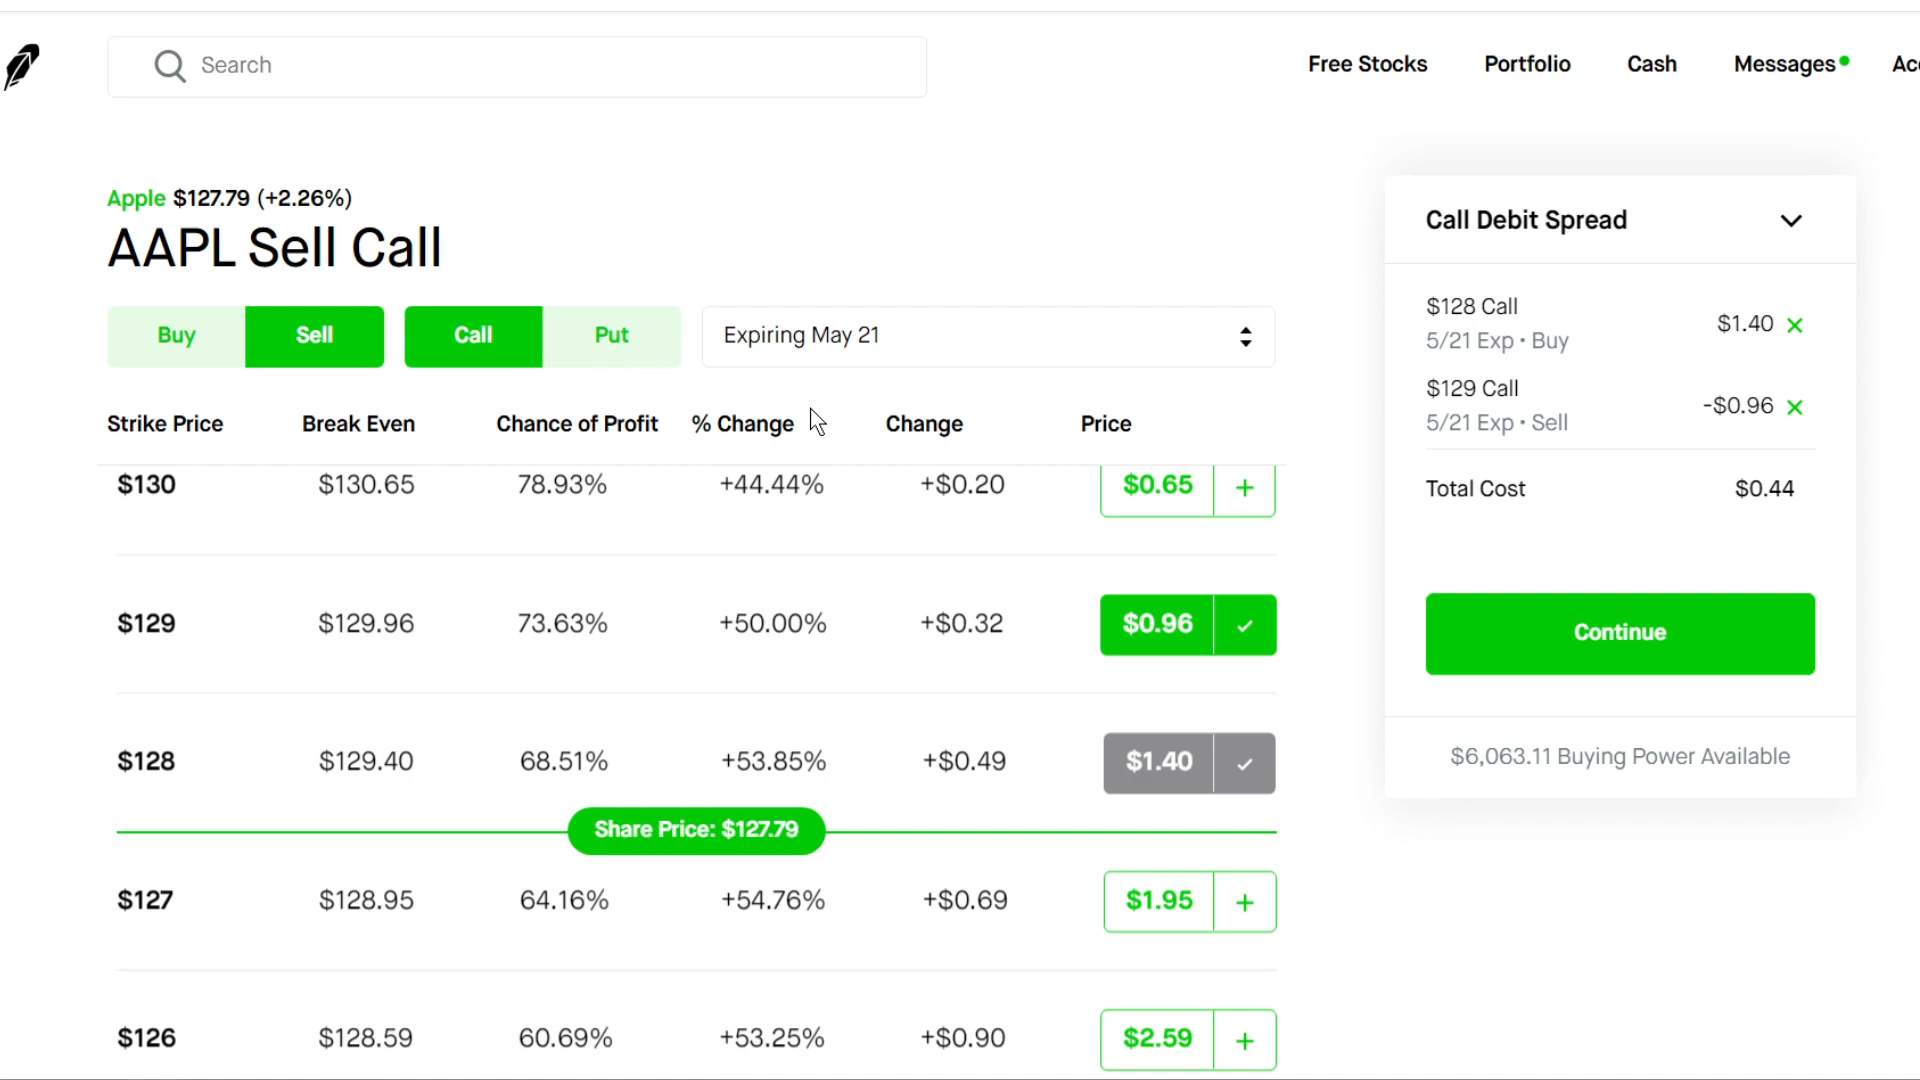 Search
Free Stocks Portfolio Cash Messages Acc
Apple $127.79 (+2.26%)
AAPL Sell Call
Buy Sell Call Put Expiring May 21
Strike Price Break Even Chance of Profit % Change Change Price
$130 $130.65 78.93% +44.44% +$0.20 $0.65 +
$129 $129.96 73.63% +50.00% +$0.32 $0.96
$128 $129.40 68.51% +53.85% +$0.49 $1.40
Share Price: $127.79
$127 $128.95 64.16% +54.76% +$0.69 $1.95 +
$126 $128.59 60.69% +53.25% +$0.90 $2.59 +
Call Debit Spread
$128 Call
5/21 Exp • Buy $1.40
$129 Call
5/21 Exp • Sell -$0.96
Total Cost $0.44
Continue
$6,063.11 Buying Power Available